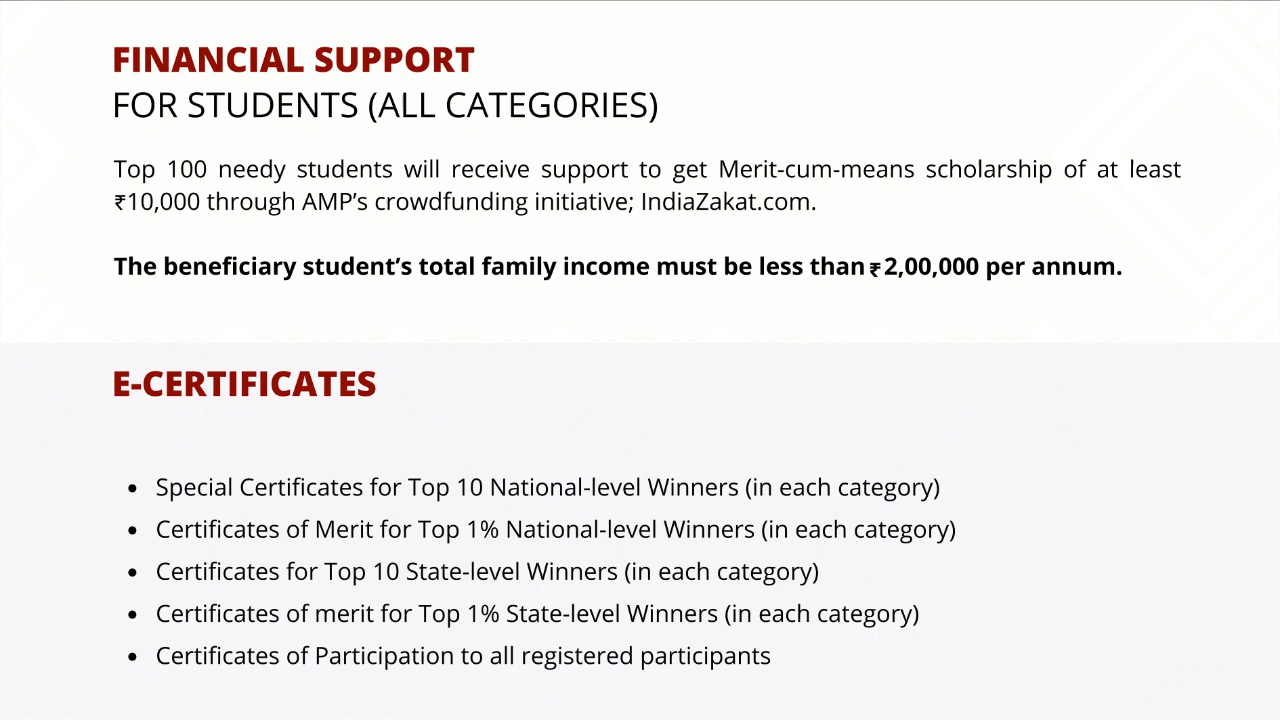 FINANCIAL SUPPORT
FOR STUDENTS (ALL CATEGORIES)
Top 100 needy students will receive support to get Merit-cum-means scholarship of at least
₹10,000 through AMP’s crowdfunding initiative; IndiaZakat.com.
The beneficiary student’s total family income must be less than ₹2,00,000 per annum.
E-CERTIFICATES
• Special Certificates for Top 10 National-level Winners (in each category)
• Certificates of Merit for Top 1% National-level Winners (in each category)
• Certificates for Top 10 State-level Winners (in each category)
• Certificates of merit for Top 1% State-level Winners (in each category)
• Certificates of Participation to all registered participants